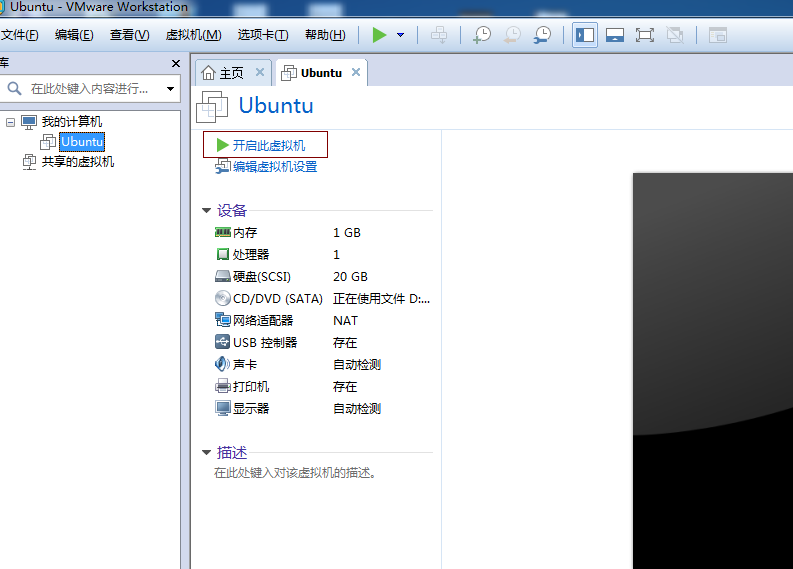 Ubuntu - VMware Workstation
文件(F) 编辑(E) 查看(V) 虚拟机(M) 选项卡(T) 帮助(H)
库
在此处键入内容进行...
我的计算机
Ubuntu
共享的虚拟机
主页 Ubuntu
Ubuntu
开启此虚拟机
编辑虚拟机设置
设备
内存 1 GB
处理器 1
硬盘(SCSI) 20 GB
CD/DVD (SATA) 正在使用文件 D:...
网络适配器 NAT
USB 控制器 存在
声卡 自动检测
打印机 存在
显示器 自动检测
描述
在此处键入对该虚拟机的描述。